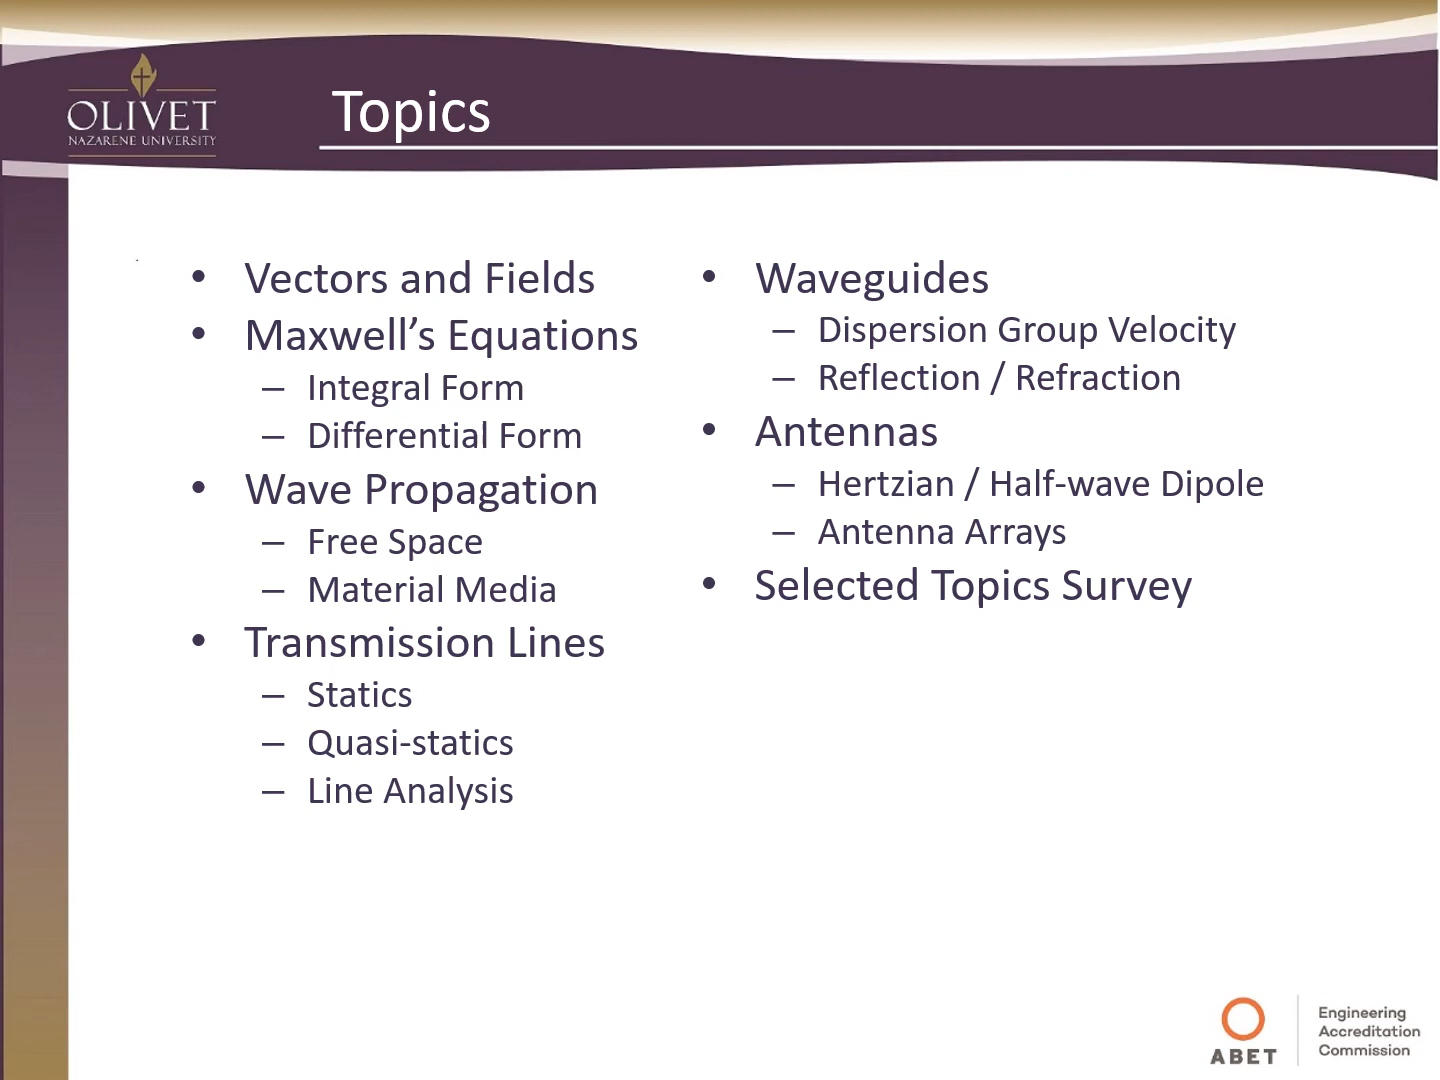 OLIVET
NAZARENE UNIVERSITY
Topics
• Vectors and Fields
• Maxwell’s Equations
– Integral Form
– Differential Form
• Wave Propagation
– Free Space
– Material Media
• Transmission Lines
– Statics
– Quasi-statics
– Line Analysis
• Waveguides
– Dispersion Group Velocity
– Reflection / Refraction
• Antennas
– Hertzian / Half-wave Dipole
– Antenna Arrays
• Selected Topics Survey
ABET
Engineering
Accreditation
Commission